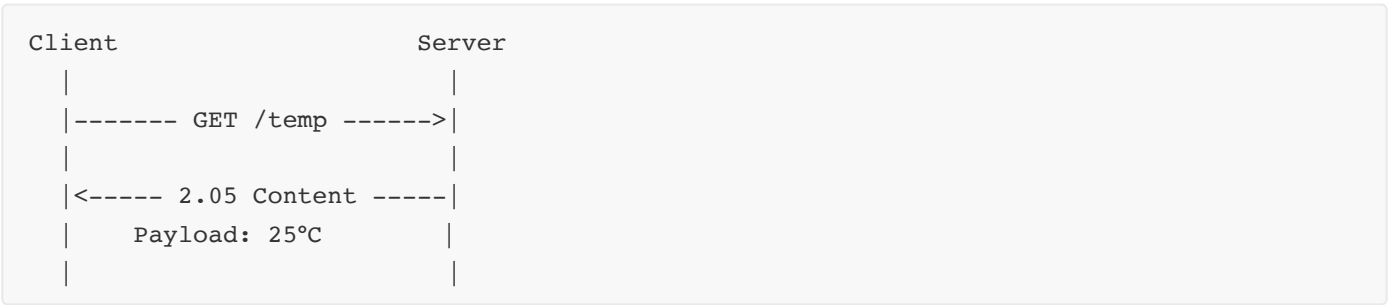 Client                    Server
  |                         |
  |------- GET /temp ------>|
  |                         |
  |<----- 2.05 Content -----|
  |    Payload: 25°C        |
  |                         |